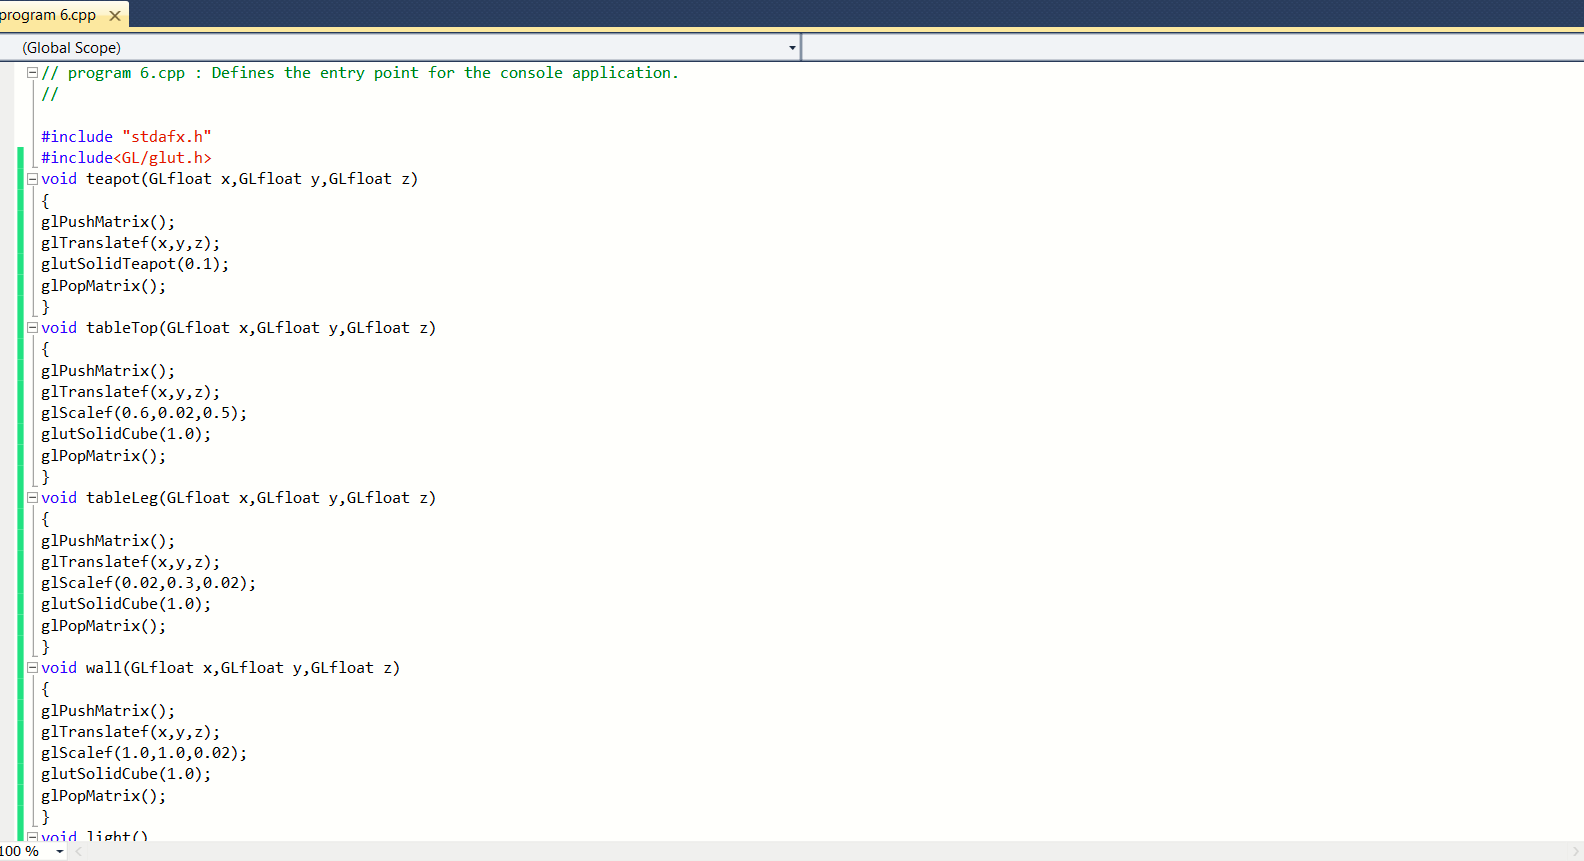 program 6.cpp
(Global Scope)
// program 6.cpp : Defines the entry point for the console application.
//
#include "stdafx.h"
#include<GL/glut.h>
void teapot(GLfloat x,GLfloat y,GLfloat z)
{
glPushMatrix();
glTranslatef(x,y,z);
glutSolidTeapot(0.1);
glPopMatrix();
}
void tableTop(GLfloat x,GLfloat y,GLfloat z)
{
glPushMatrix();
glTranslatef(x,y,z);
glScalef(0.6,0.02,0.5);
glutSolidCube(1.0);
glPopMatrix();
}
void tableLeg(GLfloat x,GLfloat y,GLfloat z)
{
glPushMatrix();
glTranslatef(x,y,z);
glScalef(0.02,0.3,0.02);
glutSolidCube(1.0);
glPopMatrix();
}
void wall(GLfloat x,GLfloat y,GLfloat z)
{
glPushMatrix();
glTranslatef(x,y,z);
glScalef(1.0,1.0,0.02);
glutSolidCube(1.0);
glPopMatrix();
}
void light()
100 %